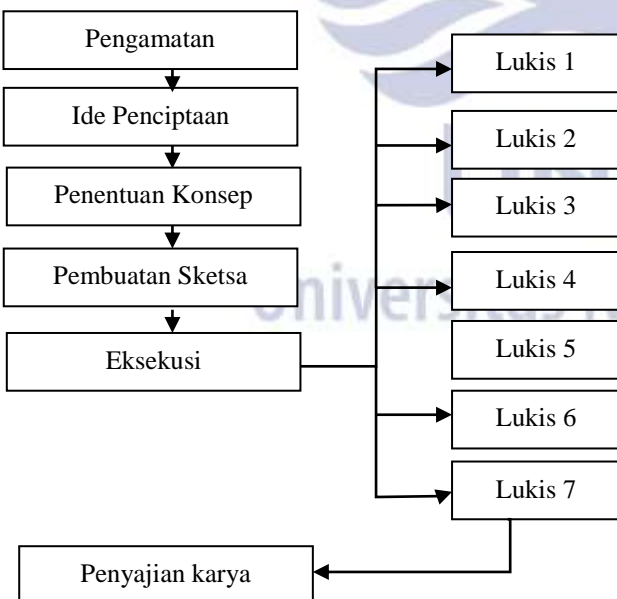 Pengamatan
Ide Penciptaan
Penentuan Konsep
Pembuatan Sketsa
Eksekusi
Lukis 1
Lukis 2
Lukis 3
Lukis 4
Lukis 5
Lukis 6
Lukis 7
Penyajian karya